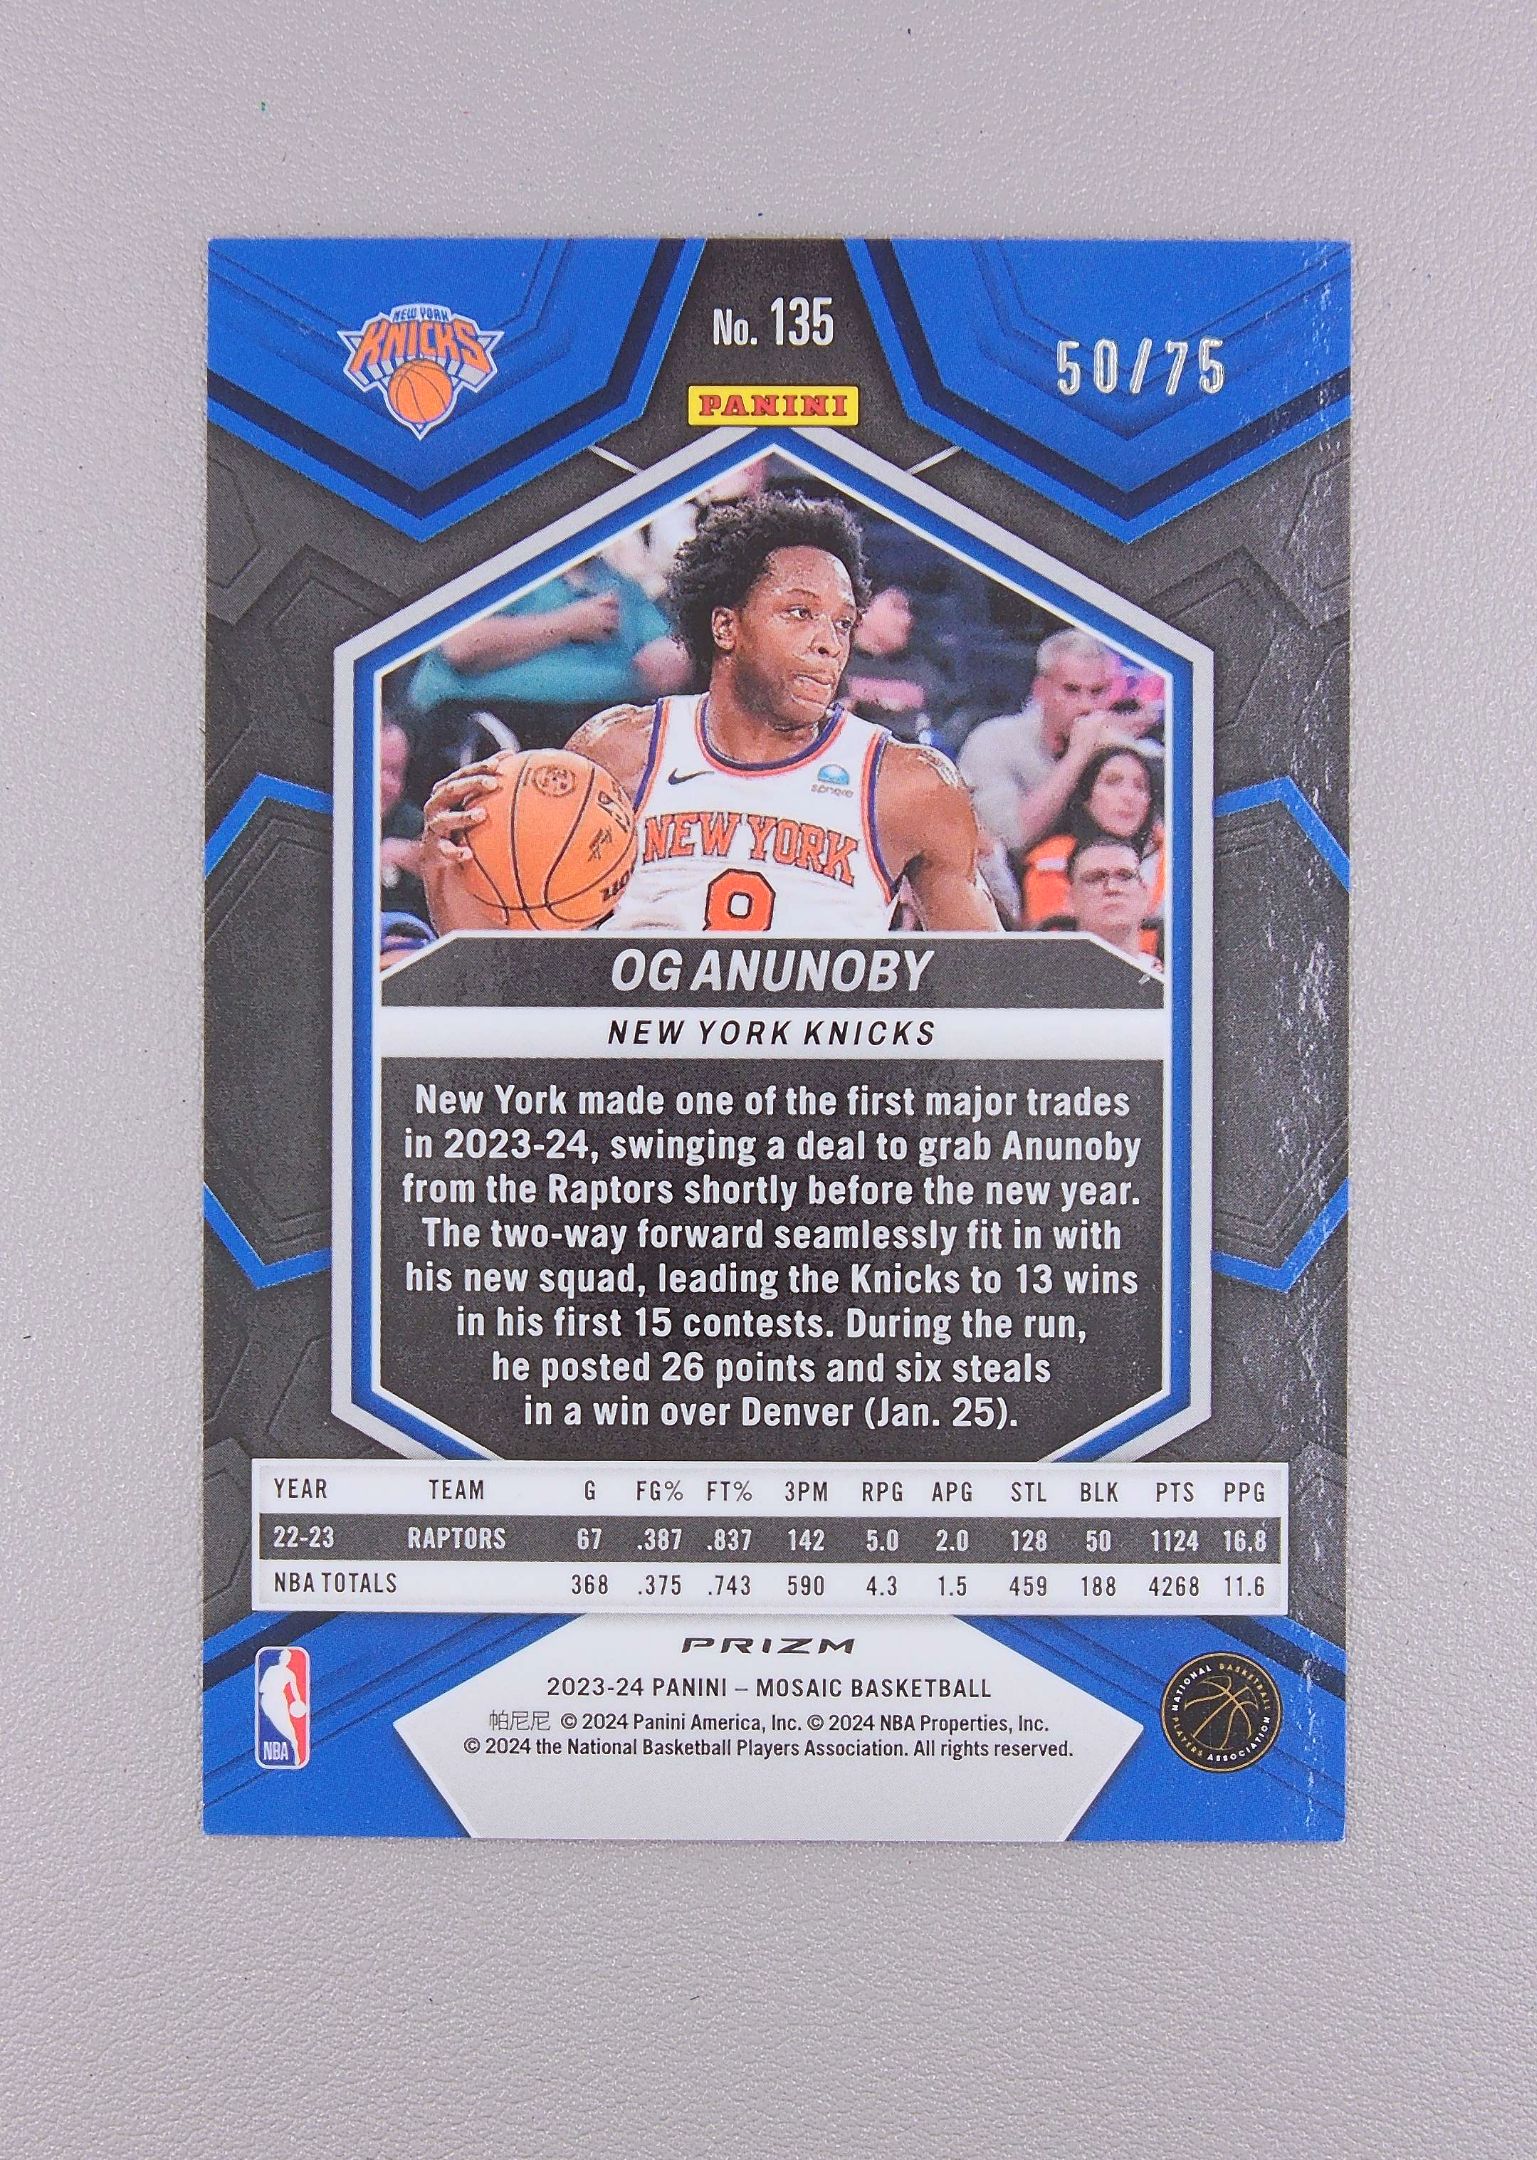 NEW YORK
KNICKS
No. 135
50/75
PANINI
sphere
NEW YORK
8
OG ANUNOBY
NEW YORK KNICKS
New York made one of the first major trades
in 2023-24, swinging a deal to grab Anunoby
from the Raptors shortly before the new year.
The two-way forward seamlessly fit in with
his new squad, leading the Knicks to 13 wins
in his first 15 contests. During the run,
he posted 26 points and six steals
in a win over Denver (Jan. 25).
YEAR TEAM G FG% FT% 3PM RPG APG STL BLK PTS PPG
22-23 RAPTORS 67 .387 .837 142 5.0 2.0 128 50 1124 16.8
NBA TOTALS 368 .375 .743 590 4.3 1.5 459 188 4268 11.6
PRIZM
2023-24 PANINI – MOSAIC BASKETBALL
帕尼尼 © 2024 Panini America, Inc. © 2024 NBA Properties, Inc.
© 2024 the National Basketball Players Association. All rights reserved.
NBA
NATIONAL BASKETBALL PLAYERS ASSOCIATION